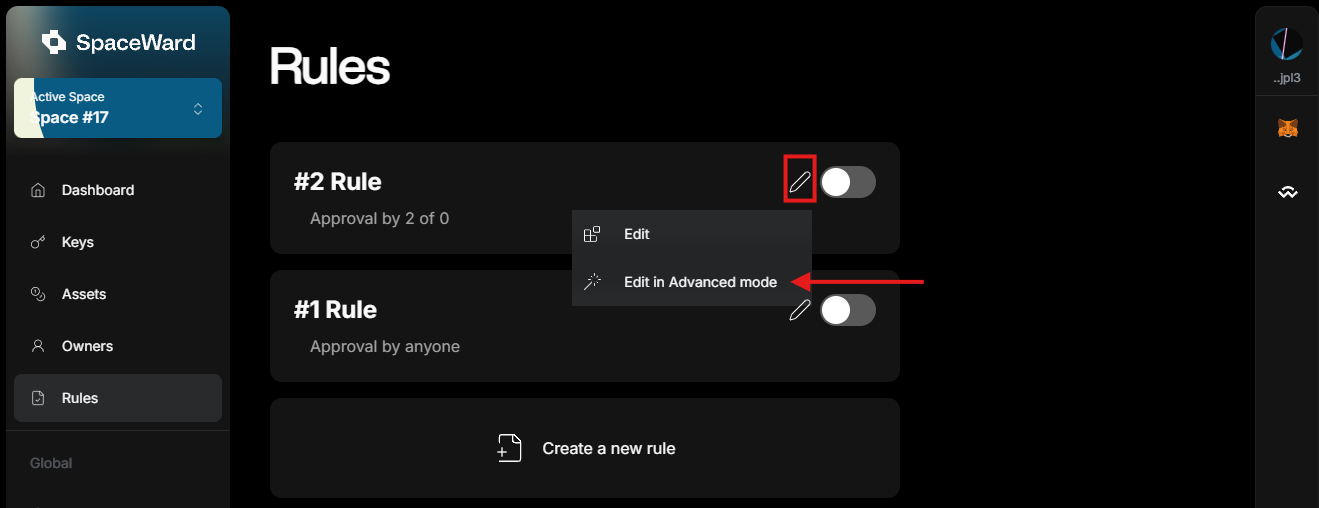 SpaceWard
Active Space
Space #17
Dashboard
Keys
Assets
Owners
Rules
Global
Rules
#2 Rule
Approval by 2 of 0
Edit
Edit in Advanced mode
#1 Rule
Approval by anyone
Create a new rule
..jpl3